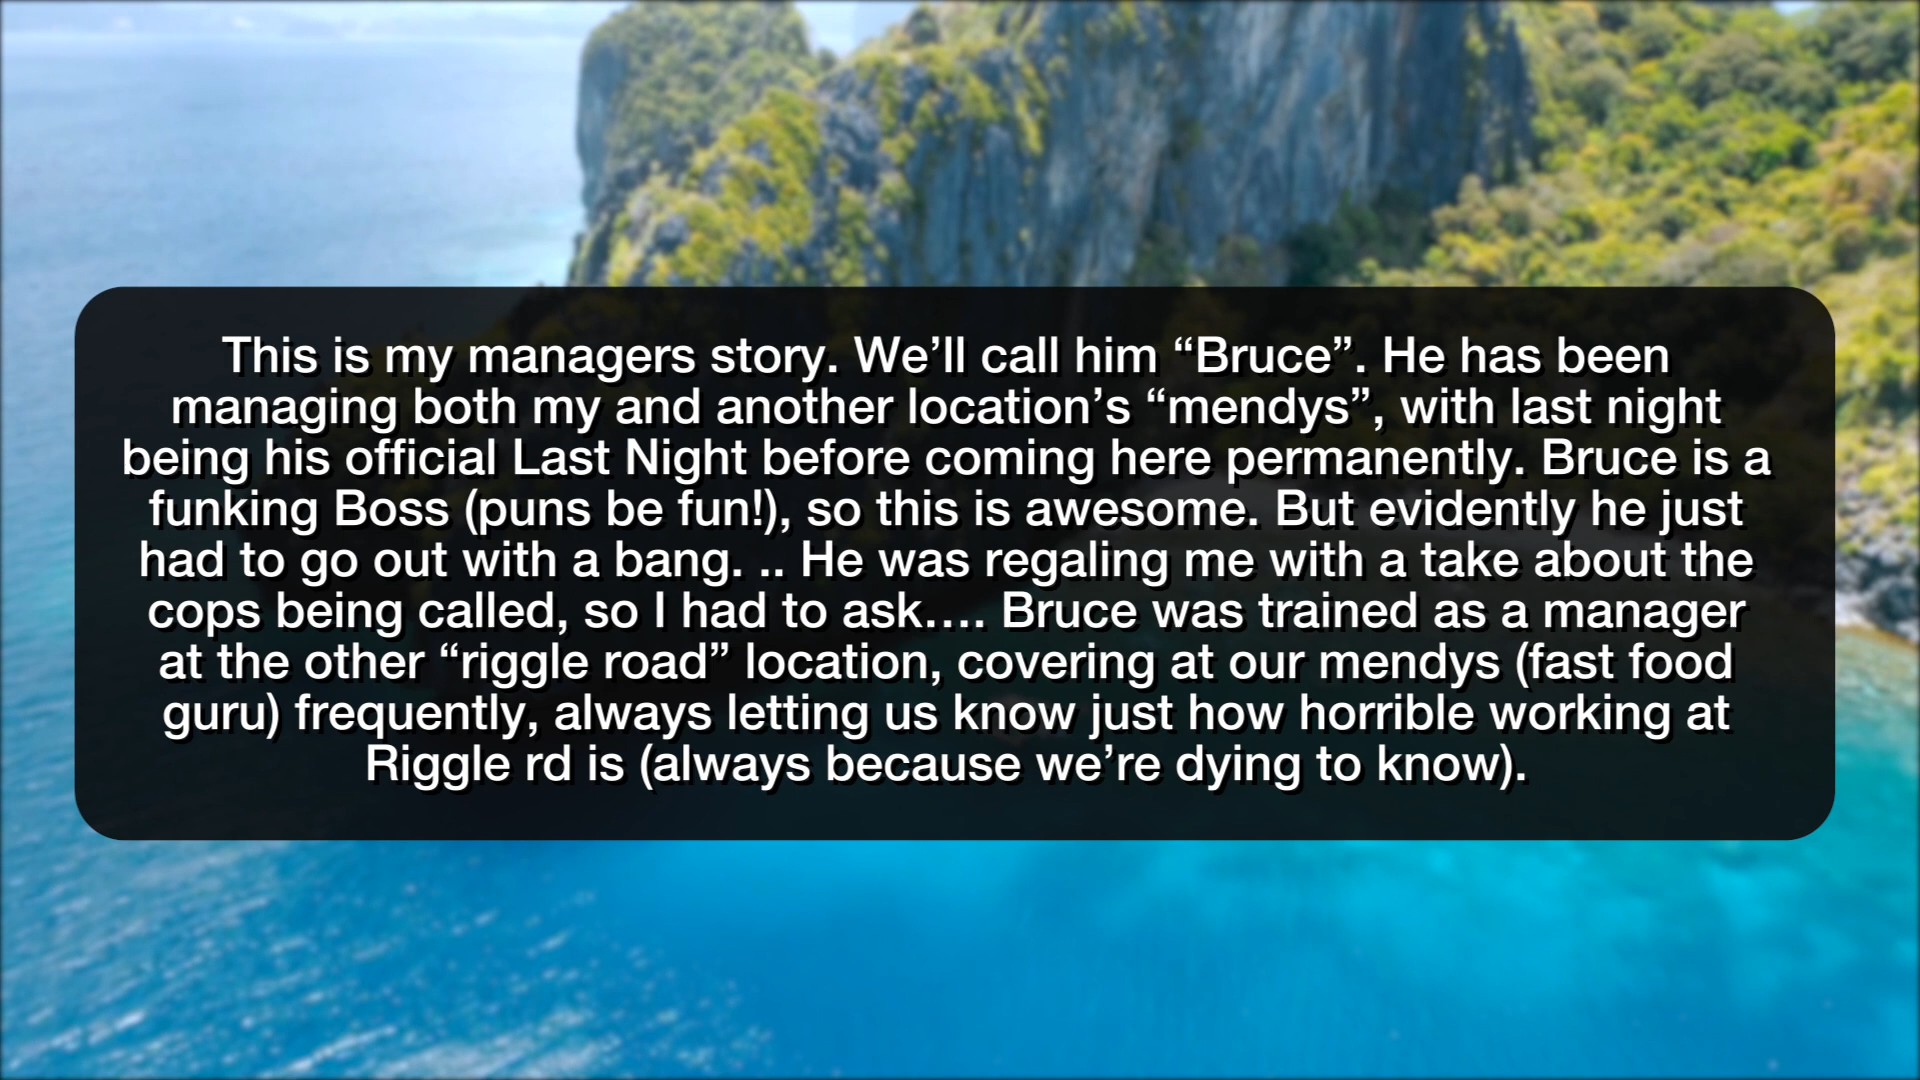 This is my managers story. We’ll call him “Bruce”. He has been
managing both my and another location’s “mendys”, with last night
being his official Last Night before coming here permanently. Bruce is a
funking Boss (puns be fun!), so this is awesome. But evidently he just
had to go out with a bang. .. He was regaling me with a take about the
cops being called, so I had to ask…. Bruce was trained as a manager
at the other “riggle road” location, covering at our mendys (fast food
guru) frequently, always letting us know just how horrible working at
Riggle rd is (always because we’re dying to know).